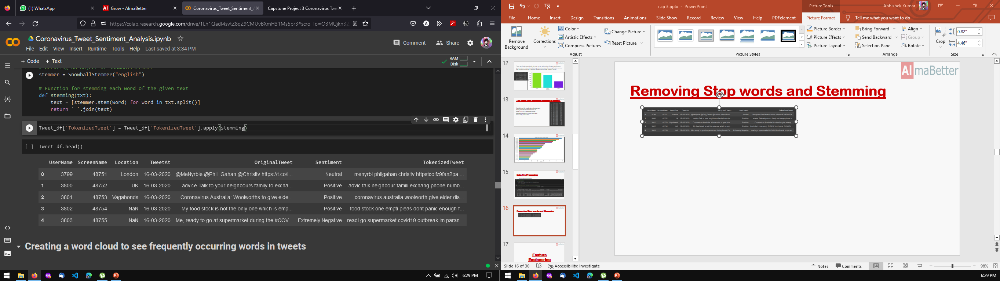 (1) WhatsApp
Grow - AlmaBetter
Coronavirus_Tweet_Sentiment_A
Capstone Project 3 Coronavirus Twe
https://colab.research.google.com/drive/1Lh1QadI4svtZ8qZ9CMUvBXmH31Ms5pr3#scrollTo=O3MUjkn32
Coronavirus_Tweet_Sentiment_Analysis.ipynb
Comment Share
File Edit View Insert Runtime Tools Help Last saved at 3:34 PM
+ Code + Text
RAM
Disk
# Creating an object of SnowballStemmer
stemmer = SnowballStemmer("english")
# Function for stemming each word of the given text
def stemming(txt):
text = [stemmer.stem(word) for word in txt.split()]
return ' '.join(text)
Tweet_df['TokenizedTweet'] = Tweet_df['TokenizedTweet'].apply(stemming)
[ ] Tweet_df.head()
UserName ScreenName Location TweetAt OriginalTweet Sentiment TokenizedTweet
0 3799 48751 London 16-03-2020 @MeNyrbie @Phil_Gahan @Chrisitv https://t.co/i... Neutral menyrbi philgahan chrisitv httpstcoifz9fan2pa ...
1 3800 48752 UK 16-03-2020 advice Talk to your neighbours family to excha... Positive advic talk neighbour famili exchang phone numb...
2 3801 48753 Vagabonds 16-03-2020 Coronavirus Australia: Woolworths to give elde... Positive coronavirus australia woolworth give elder dis...
3 3802 48754 NaN 16-03-2020 My food stock is not the only one which is emp... Positive food stock one empti pleas dont panic enough f...
4 3803 48755 NaN 16-03-2020 Me, ready to go at supermarket during the #COV... Extremely Negative readi go supermarket covid19 outbreak im paran...
Creating a word cloud to see frequently occurring words in tweets
6:29 PM
cap 3.pptx - PowerPoint
Picture Tools
Abhishek Kumar
File Home Insert Design Transitions Animations Slide Show Record Review View Help PDFelement Picture Format Tell me what you want to do
Remove Background
Corrections
Color
Artistic Effects
Compress Pictures
Change Picture
Reset Picture
Adjust
Picture Styles
Picture Border
Picture Effects
Picture Layout
Bring Forward
Send Backward
Selection Pane
Align
Group
Rotate
Arrange
Crop
0.82"
4.46"
Size
12
13
14
15
Data Pre-Processing
16
Removing Stop words and Stemming
17
Feature
Engineering
AlmaBetter
Removing Stop words and Stemming
UserName ScreenName Location TweetAt OriginalTweet Sentiment TokenizedTweet
Slide 16 of 30 Accessibility: Investigate
Notes Comments 98%
6:29 PM